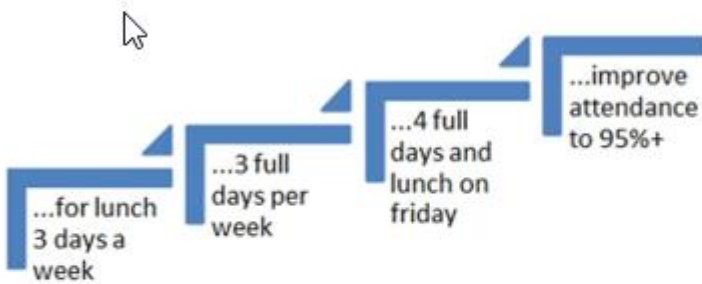 ...for lunch
3 days a
week
...3 full
days per
week
...4 full
days and
lunch on
friday
...improve
attendance
to 95%+